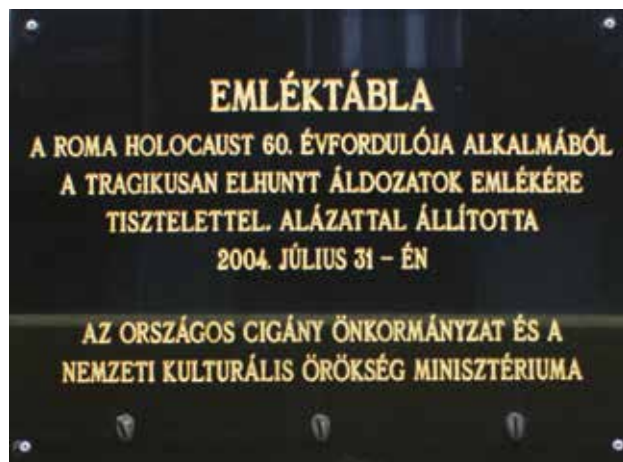 EMLÉKTÁBLA
A ROMA HOLOCAUST 60. ÉVFORDULÓJA ALKALMÁBÓL
A TRAGIKUSAN ELHUNYT ÁLDOZATOK EMLÉKÉRE
TISZTELETTEL. ALÁZATTAL ÁLLÍTOTTA
2004. JÚLIUS 31 – ÉN
AZ ORSZÁGOS CIGÁNY ÖNKORMÁNYZAT ÉS A
NEMZETI KULTURÁLIS ÖRÖKSÉG MINISZTÉRIUMA